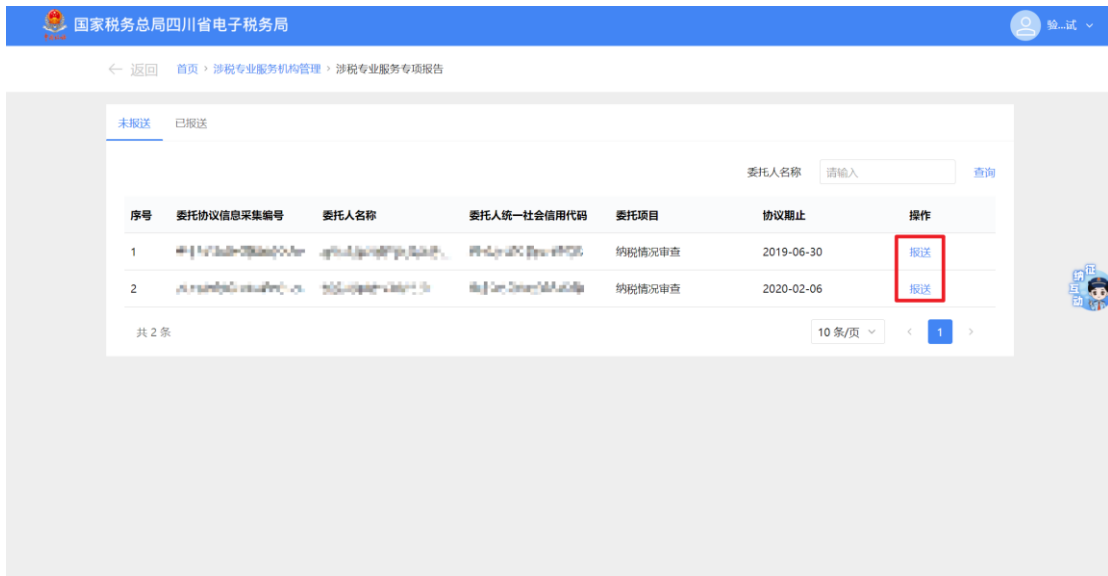 国家税务总局四川省电子税务局
验...试
返回 首页 › 涉税专业服务机构管理 › 涉税专业服务专项报告
未报送 已报送
委托人名称 请输入 查询
序号 委托协议信息采集编号 委托人名称 委托人统一社会信用代码 委托项目 协议期止 操作
1 纳税情况审查 2019-06-30 报送
2 纳税情况审查 2020-02-06 报送
共 2 条 10 条/页 1
征纳互动